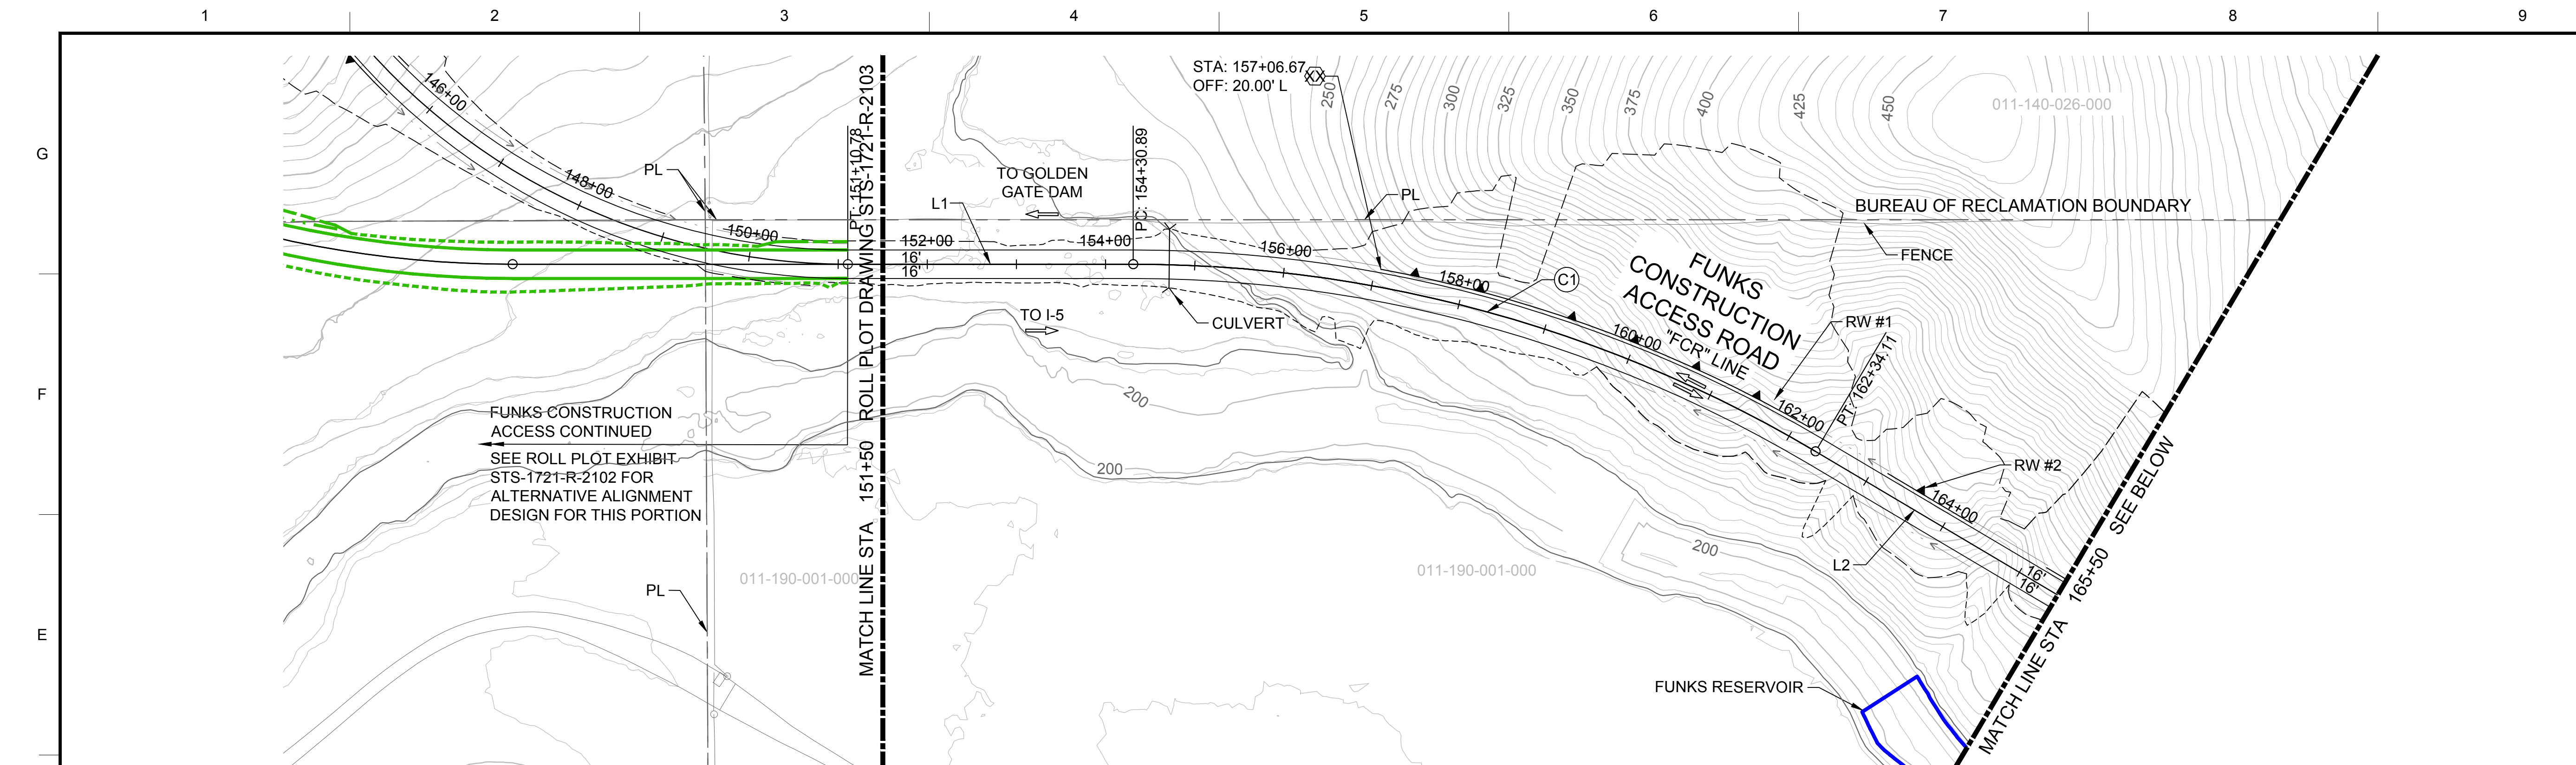 1 2 3 4 5 6 7 8 9
G
F
E
146+00
148+00
150+00
152+00
154+00
156+00
158+00
160+00
162+00
164+00
PL
PT: 151+10.78
L1
TO GOLDEN
GATE DAM
PC: 154+30.89
STA: 157+06.67
OFF: 20.00' L
XX
250
275
300
325
350
375
400
425
450
011-140-026-000
PL
BUREAU OF RECLAMATION BOUNDARY
FENCE
16'
16'
TO I-5
CULVERT
C1
FUNKS
CONSTRUCTION
ACCESS ROAD
"FCR" LINE
RW #1
PT: 162+34.11
RW #2
L2
16'
16'
200
200
200
FUNKS CONSTRUCTION
ACCESS CONTINUED
SEE ROLL PLOT EXHIBIT
STS-1721-R-2102 FOR
ALTERNATIVE ALIGNMENT
DESIGN FOR THIS PORTION
MATCH LINE STA 151+50 ROLL PLOT DRAWING STS-1721-R-2103
011-190-001-000
011-190-001-000
PL
FUNKS RESERVOIR
MATCH LINE STA 165+50 SEE BELOW